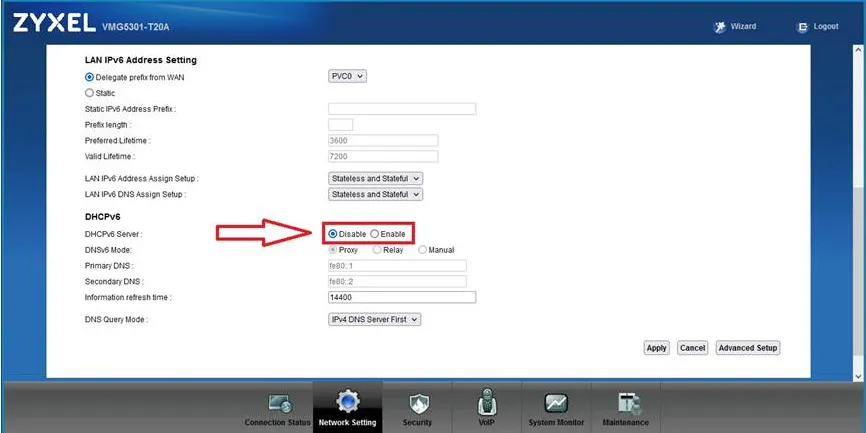 ZYXEL VMG5301-T20A Wizard Logout
LAN IPv6 Address Setting
Delegate prefix from WAN PVC0
Static
Static IPv6 Address Prefix :
Prefix length :
Preferred Lifetime : 3600
Valid Lifetime : 7200
LAN IPv6 Address Assign Setup : Stateless and Stateful
LAN IPv6 DNS Assign Setup : Stateless and Stateful
DHCPv6
DHCPv6 Server : Disable Enable
DNSv6 Mode: Proxy Relay Manual
Primary DNS : fe80::1
Secondary DNS : fe80::2
Information refresh time : 14400
DNS Query Mode : IPv4 DNS Server First
Apply Cancel Advanced Setup
Connection Status Network Setting Security VoIP System Monitor Maintenance